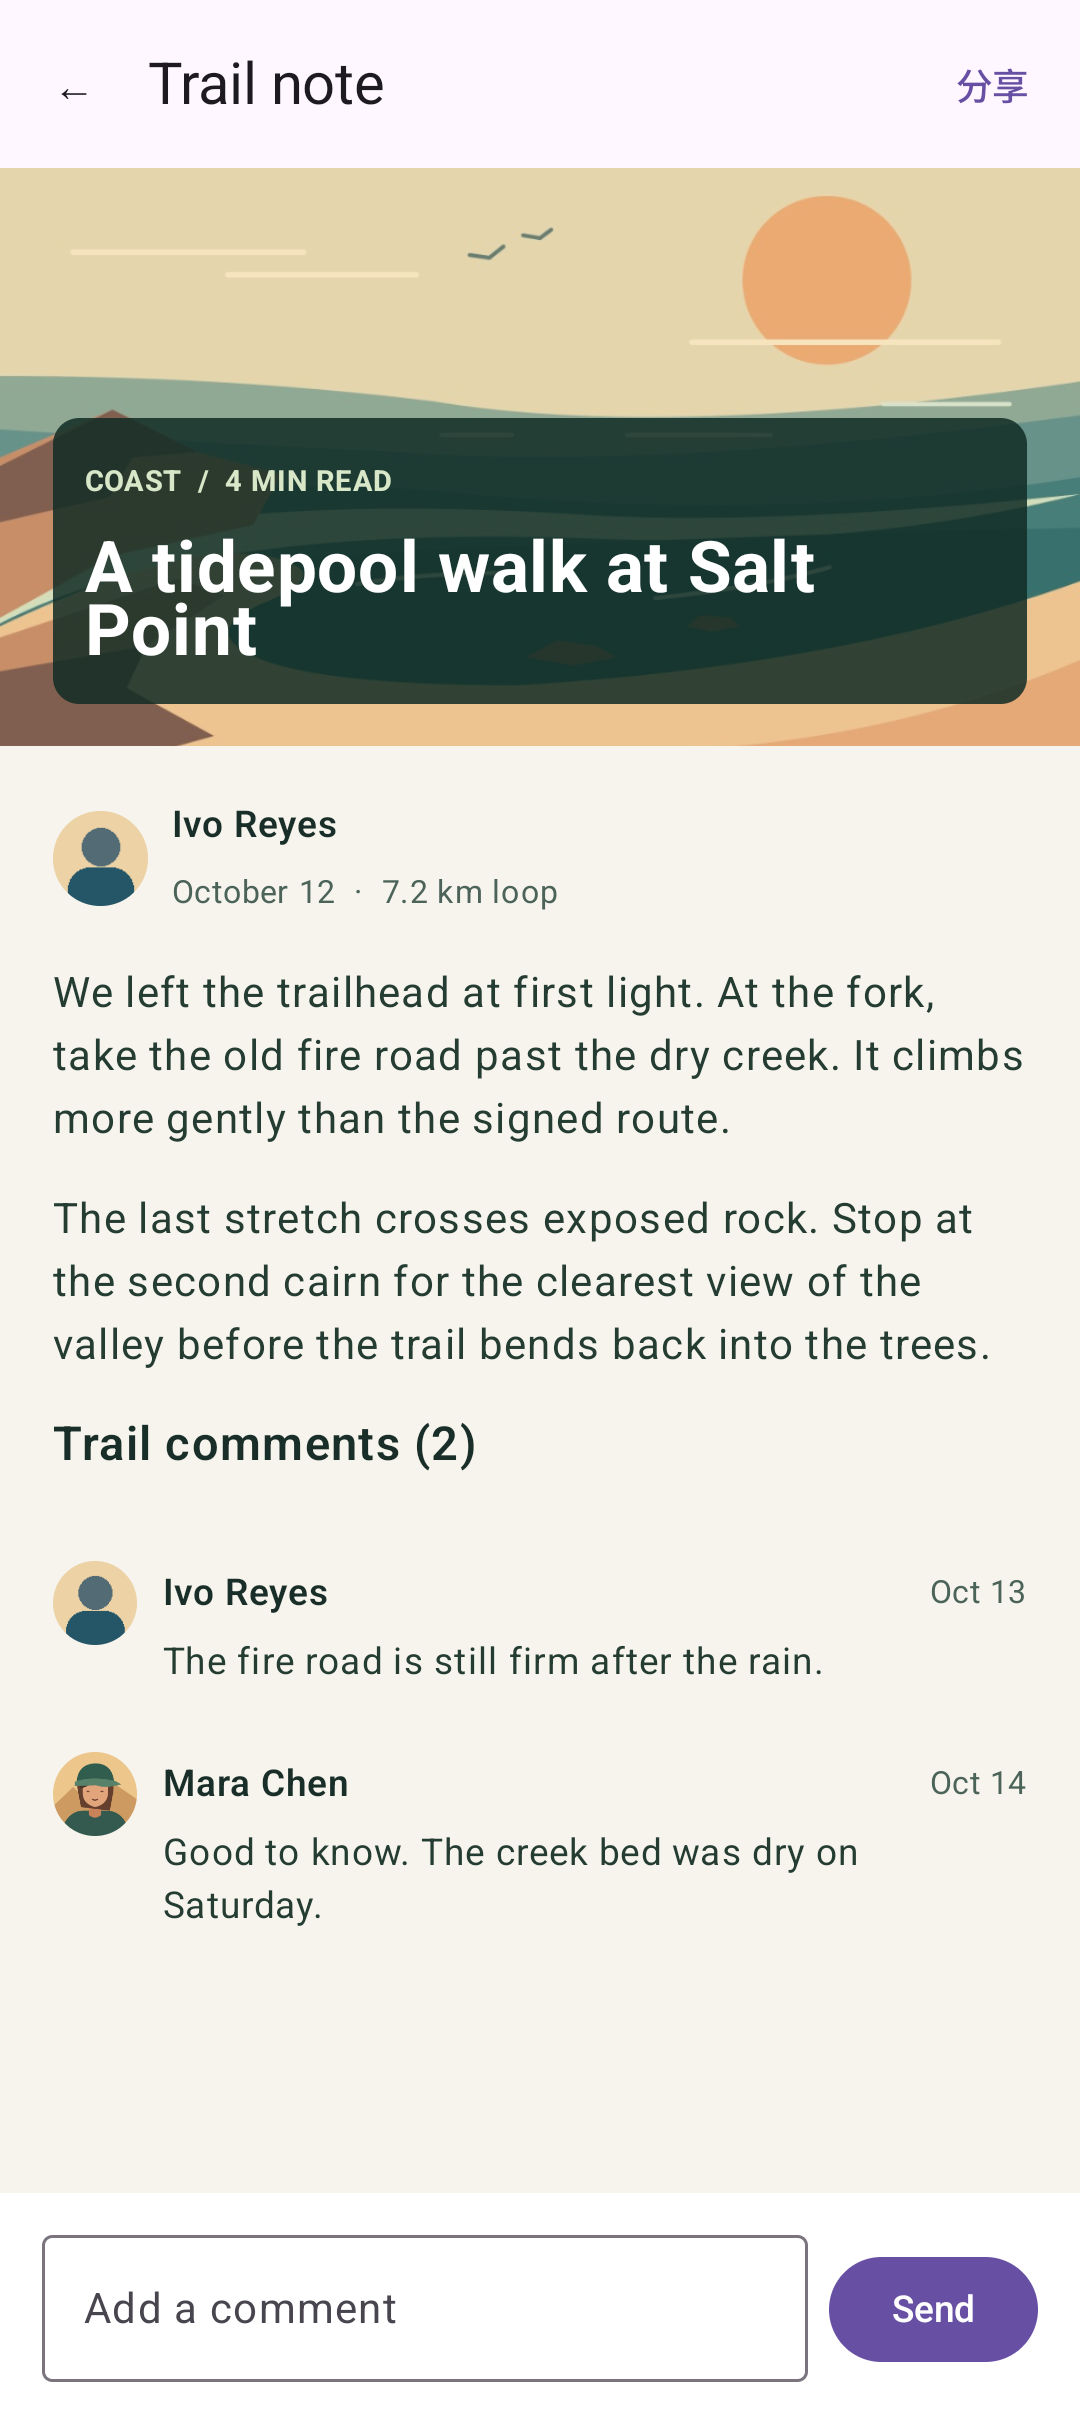 ← Trail note 分享
COAST / 4 MIN READ
A tidepool walk at Salt
Point
Ivo Reyes
October 12 · 7.2 km loop
We left the trailhead at first light. At the fork,
take the old fire road past the dry creek. It climbs
more gently than the signed route.
The last stretch crosses exposed rock. Stop at
the second cairn for the clearest view of the
valley before the trail bends back into the trees.
Trail comments (2)
Ivo Reyes Oct 13
The fire road is still firm after the rain.
Mara Chen Oct 14
Good to know. The creek bed was dry on
Saturday.
Add a comment Send